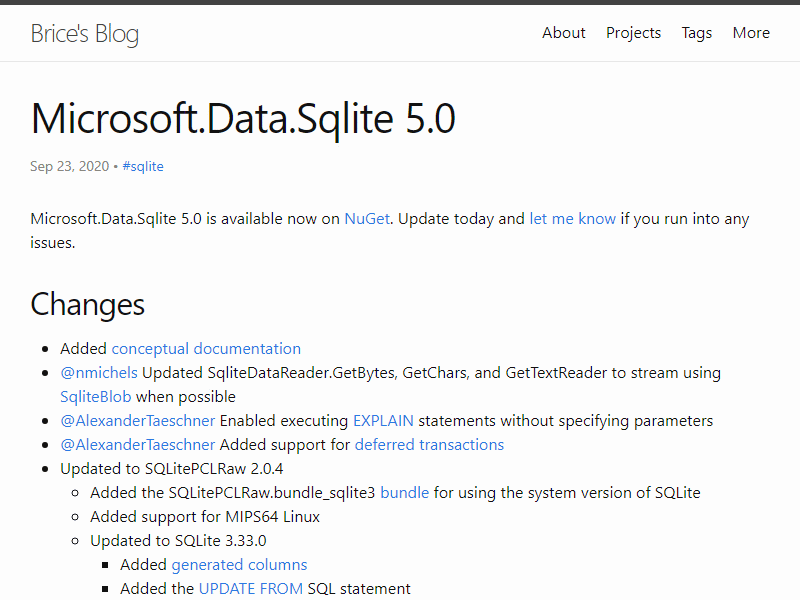 Brice's Blog
About Projects Tags More
Microsoft.Data.Sqlite 5.0
Sep 23, 2020 • #sqlite
Microsoft.Data.Sqlite 5.0 is available now on NuGet. Update today and let me know if you run into any
issues.
Changes
• Added conceptual documentation
• @nmichels Updated SqliteDataReader.GetBytes, GetChars, and GetTextReader to stream using
SqliteBlob when possible
• @AlexanderTaeschner Enabled executing EXPLAIN statements without specifying parameters
• @AlexanderTaeschner Added support for deferred transactions
• Updated to SQLitePCLRaw 2.0.4
◦ Added the SQLitePCLRaw.bundle_sqlite3 bundle for using the system version of SQLite
◦ Added support for MIPS64 Linux
◦ Updated to SQLite 3.33.0
▪ Added generated columns
▪ Added the UPDATE FROM SQL statement